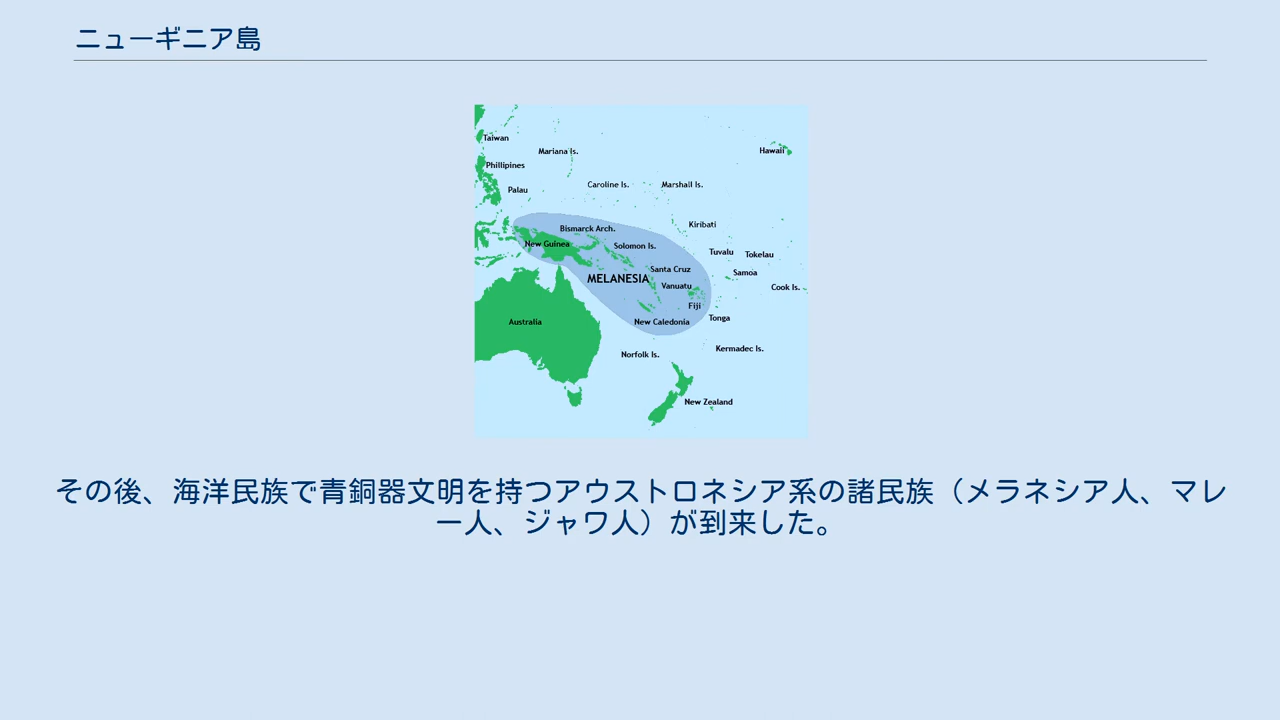 ニューギニア島
Taiwan
Mariana Is.
Hawaii
Phillipines
Palau
Caroline Is.
Marshall Is.
Kiribati
Bismarck Arch.
New Guinea
Solomon Is.
Tuvalu
Tokelau
Santa Cruz
Samoa
MELANESIA
Vanuatu
Cook Is.
Fiji
Australia
New Caledonia
Tonga
Norfolk Is.
Kermadec Is.
New Zealand
その後、海洋民族で青銅器文明を持つアウストロネシア系の諸民族（メラネシア人、マレ
ー人、ジャワ人）が到来した。